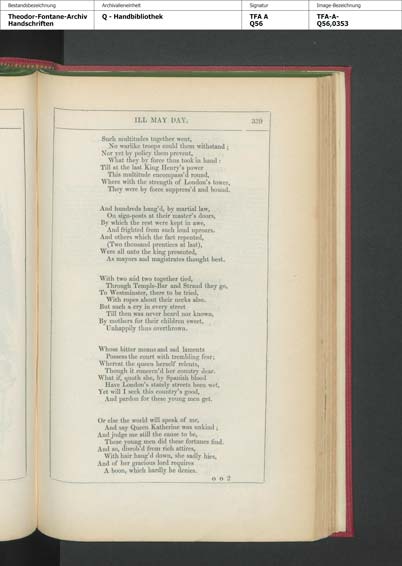 Bestandsbezeichnung Archivalieneinheit Signatur Image-Bezeichnung
Theodor-Fontane-Archiv Q - Handbibliothek TFA A TFA-A-
Handschriften Q56 Q56,0353
ILL MAY DAY. 339
Such multitudes together went,
No warlike troops could them withstand ;
Nor yet by policy them prevent,
What they by force thus took in hand :
Till at the last King Henry's power
This multitude encompass'd round,
Where with the strength of London's tower,
They were by force suppress'd and bound.
And hundreds hang'd, by martial law,
On sign-posts at their master's doors,
By which the rest were kept in awe,
And frighted from such loud uproars.
And others which the fact repented,
(Two thousand prentices at last),
Were all unto the king presented,
As mayors and magistrates thought best.
With two and two together tied,
Through Temple-Bar and Strand they go,
To Westminster, there to be tried,
With ropes about their necks also.
But such a cry in every street
Till then was never heard nor known,
By mothers for their children sweet,
Unhappily thus overthrown.
Whose bitter moans and sad laments
Possess the court with trembling fear;
Whereat the queen herself relents,
Though it concern'd her country dear.
What if, quoth she, by Spanish blood
Have London's stately streets been wet,
Yet will I seek this country's good,
And pardon for these young men get.
Or else the world will speak of me,
And say Queen Katherine was unkind ;
And judge me still the cause to be,
These young men did these fortunes find.
And so, disrob'd from rich attires,
With hair hang'd down, she sadly hies,
And of her gracious lord requires
A boon, which hardly he denies.
o o 2